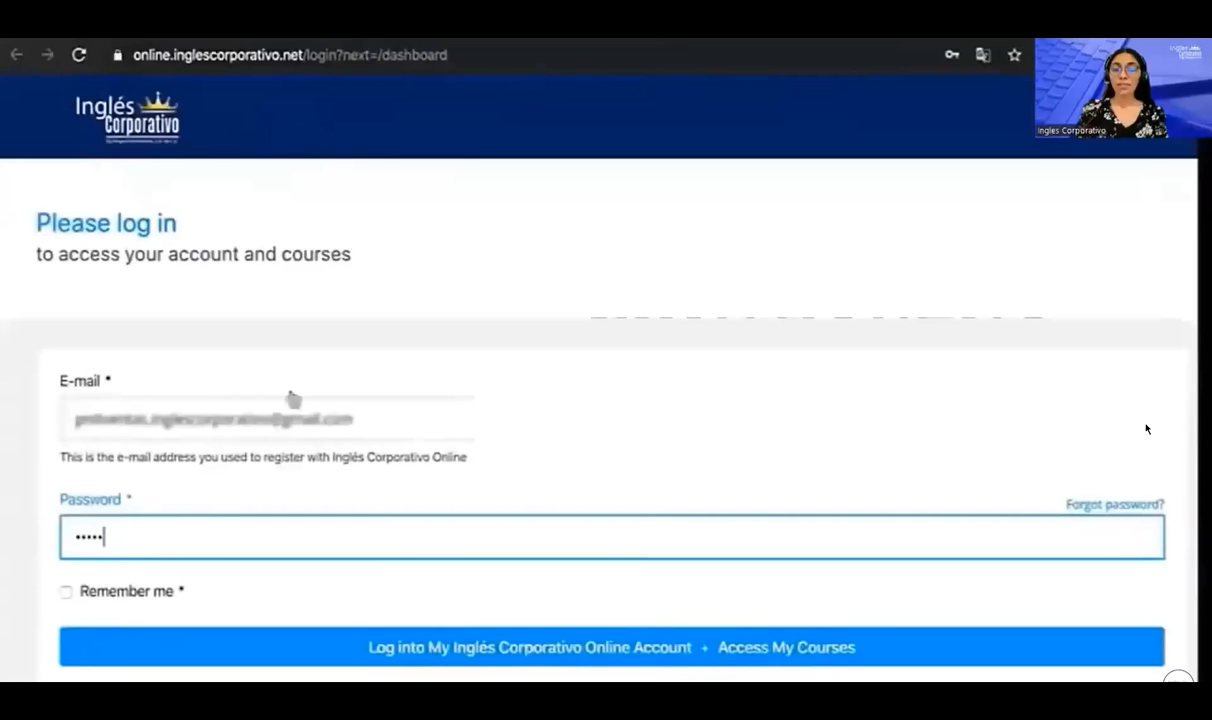 online.inglescorporativo.net/login?next=/dashboard
Inglés
Corporativo
Ingles Corporativo
Please log in
to access your account and courses
E-mail *
This is the e-mail address you used to register with Inglés Corporativo Online
Password *
Forgot password?
•••••
Remember me *
Log into My Inglés Corporativo Online Account + Access My Courses